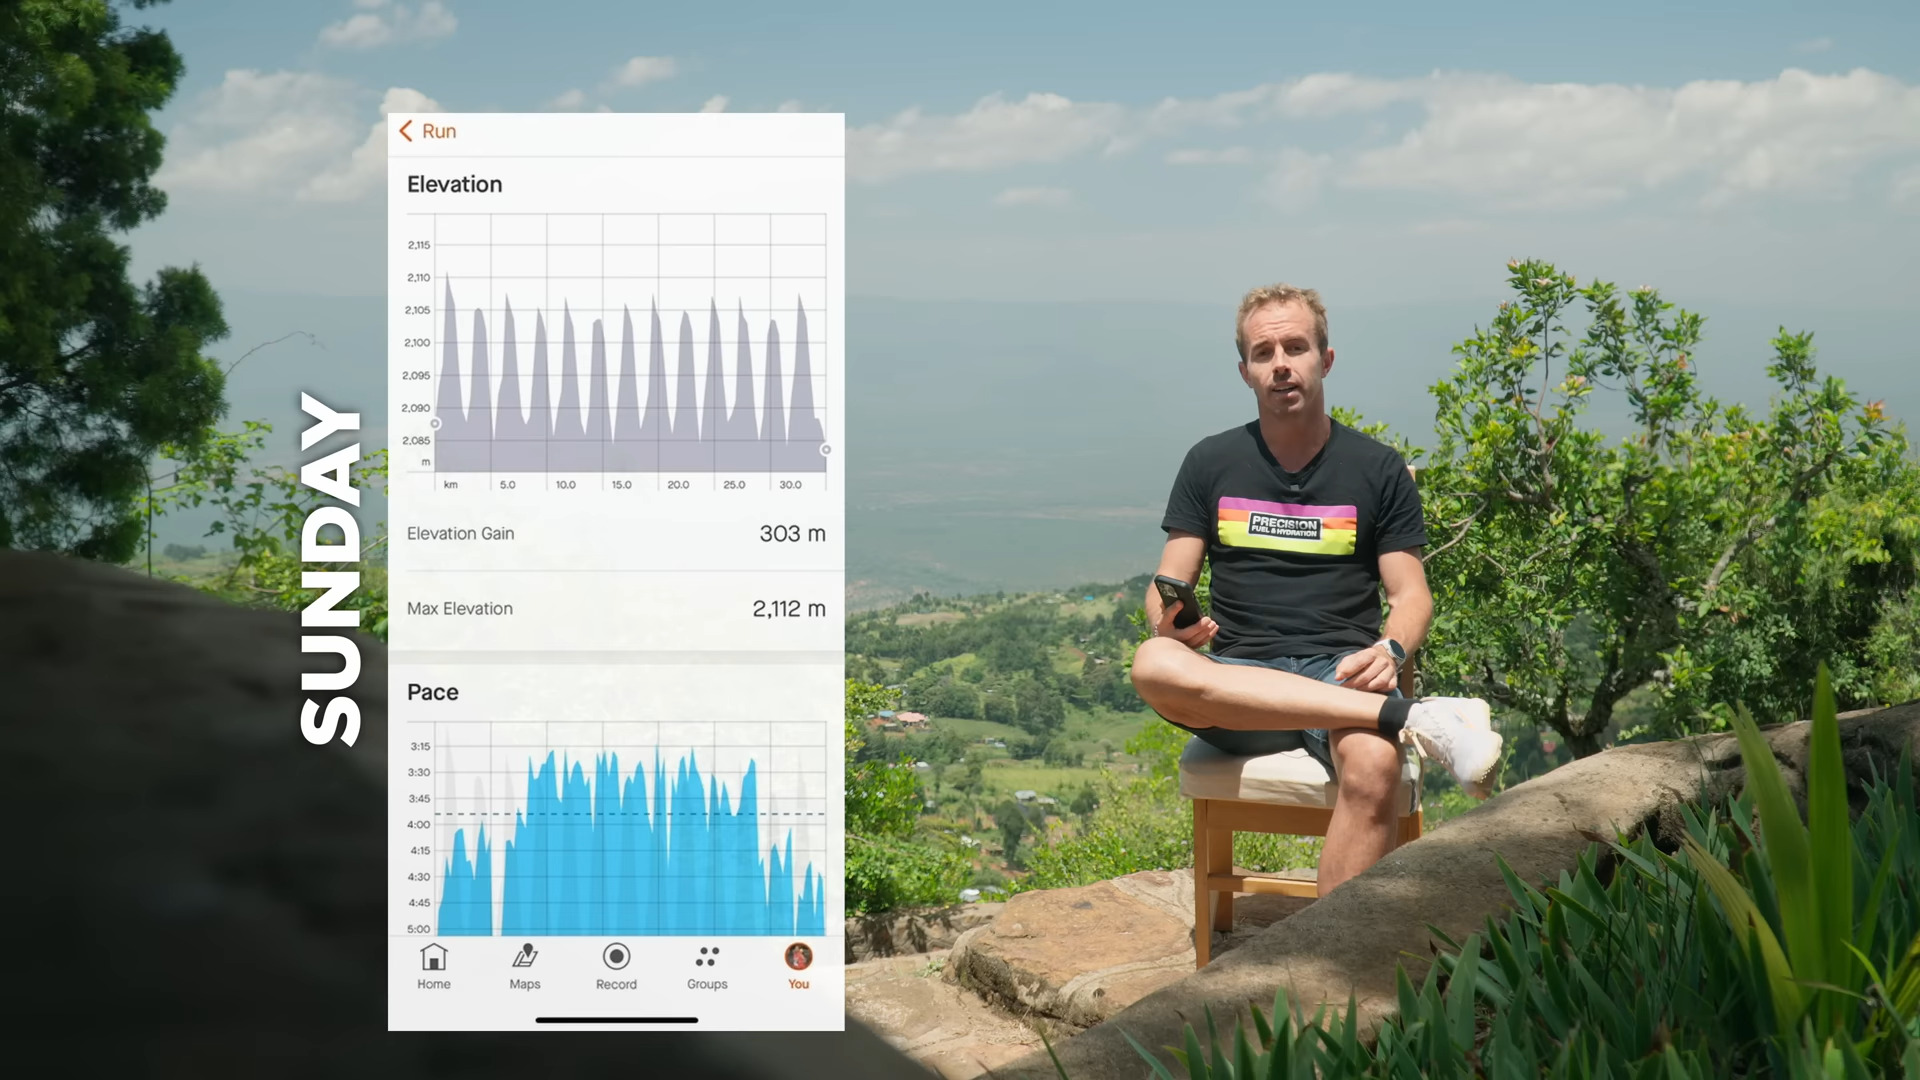 SUNDAY
Run
Elevation
2,115
2,110
2,105
2,100
2,095
2,090
2,085
m
km 5.0 10.0 15.0 20.0 25.0 30.0
Elevation Gain 303 m
Max Elevation 2,112 m
Pace
3:15
3:30
3:45
4:00
4:15
4:30
4:45
5:00
Home Maps Record Groups You
PRECISION
FUEL & HYDRATION